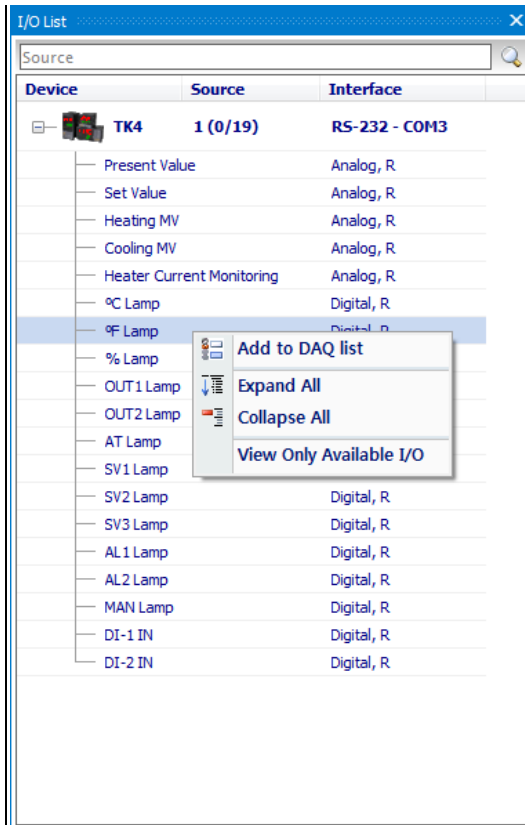 I/O List
Source
Device Source Interface
TK4 1 (0/19) RS-232 - COM3
Present Value Analog, R
Set Value Analog, R
Heating MV Analog, R
Cooling MV Analog, R
Heater Current Monitoring Analog, R
ºC Lamp Digital, R
ºF Lamp Digital, R
% Lamp
Add to DAQ list
OUT1 Lamp
Expand All
OUT2 Lamp
Collapse All
AT Lamp
View Only Available I/O
SV1 Lamp
SV2 Lamp Digital, R
SV3 Lamp Digital, R
AL1 Lamp Digital, R
AL2 Lamp Digital, R
MAN Lamp Digital, R
DI-1 IN Digital, R
DI-2 IN Digital, R